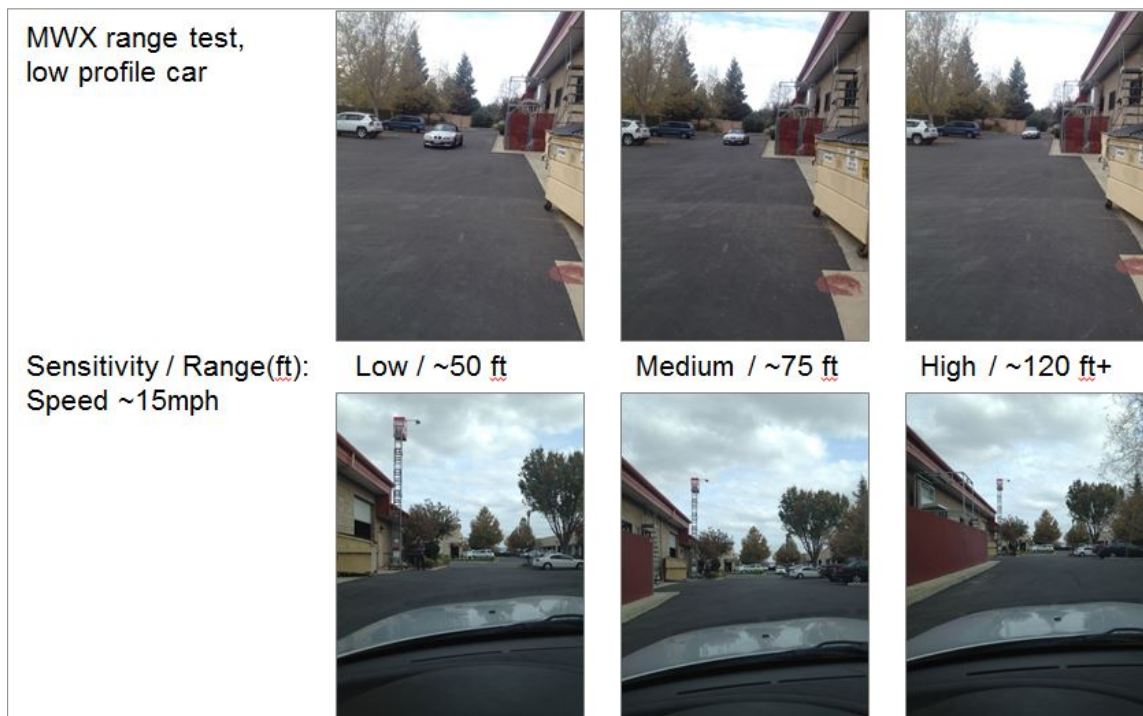 MWX range test,
low profile car
Sensitivity / Range(ft):
Low / ~50 ft
Medium / ~75 ft
High / ~120 ft+
Speed ~15mph